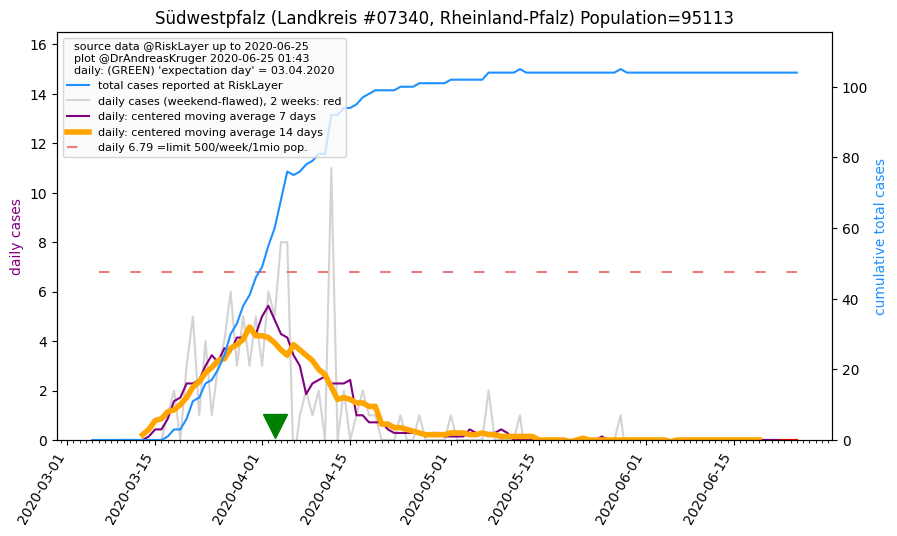 Südwestpfalz (Landkreis #07340, Rheinland-Pfalz) Population=95113
source data @RiskLayer up to 2020-06-25
plot @DrAndreasKruger 2020-06-25 01:43
daily: (GREEN) 'expectation day' = 03.04.2020
total cases reported at RiskLayer
daily cases (weekend-flawed), 2 weeks: red
daily: centered moving average 7 days
daily: centered moving average 14 days
daily 6.79 =limit 500/week/1mio pop.
daily cases
16
14
12
10
8
6
4
2
0
cumulative total cases
100
80
60
40
20
0
2020-03-01
2020-03-15
2020-04-01
2020-04-15
2020-05-01
2020-05-15
2020-06-01
2020-06-15